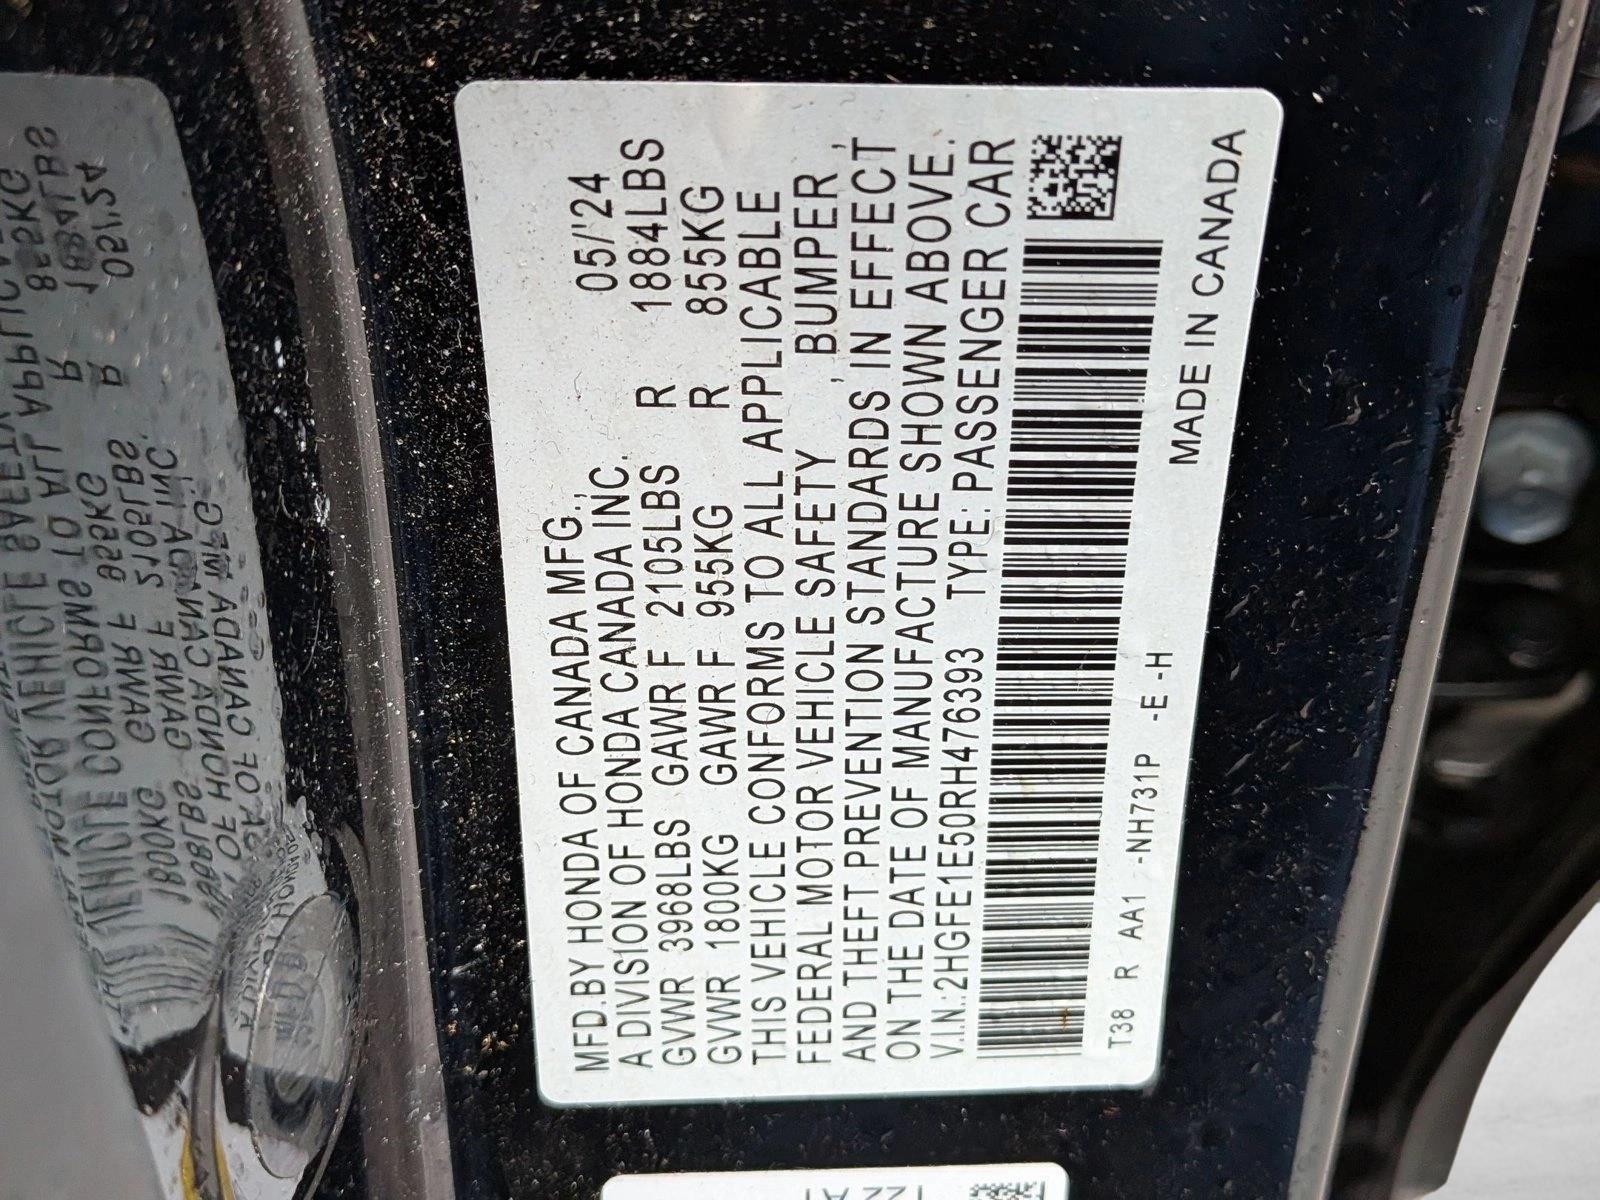 MFD.BY HONDA OF CANADA MFG., 05/'24
A DIVISION OF HONDA CANADA INC.
GVWR 3968LBS GAWR F 2105LBS R 1884LBS
GVWR 1800KG GAWR F 955KG R 855KG
THIS VEHICLE CONFORMS TO ALL APPLICABLE
FEDERAL MOTOR VEHICLE SAFETY , BUMPER ,
AND THEFT PREVENTION STANDARDS IN EFFECT
ON THE DATE OF MANUFACTURE SHOWN ABOVE.
V.I.N.:2HGFE1E50RH476393 TYPE: PASSENGER CAR
T38 R AA1 -NH731P -E -H
MADE IN CANADA